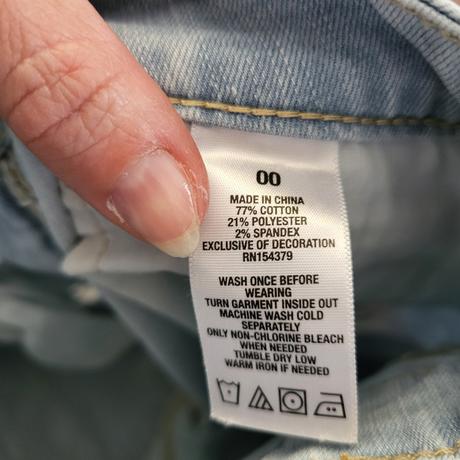 00
MADE IN CHINA
77% COTTON
21% POLYESTER
2% SPANDEX
EXCLUSIVE OF DECORATION
RN154379
WASH ONCE BEFORE
WEARING
TURN GARMENT INSIDE OUT
MACHINE WASH COLD
SEPARATELY
ONLY NON-CHLORINE BLEACH
WHEN NEEDED
TUMBLE DRY LOW
WARM IRON IF NEEDED